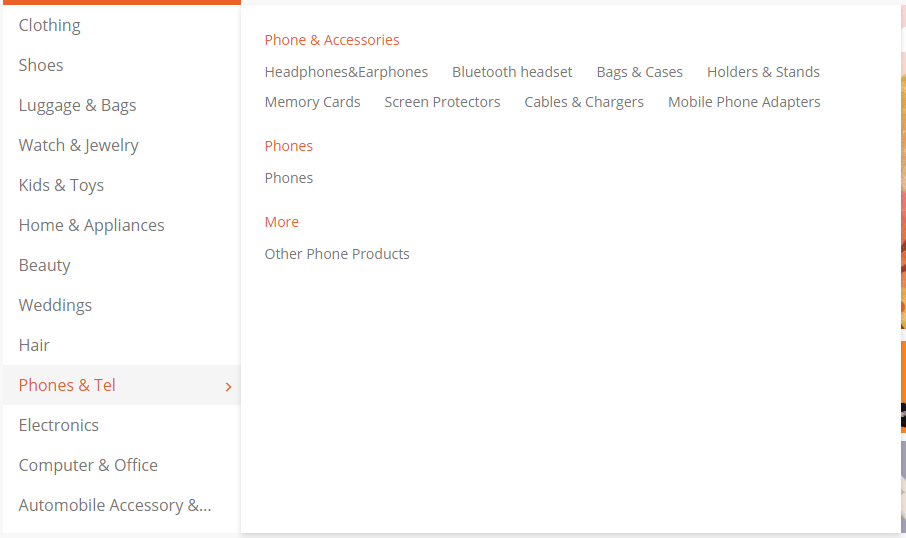 Clothing
Shoes
Luggage & Bags
Watch & Jewelry
Kids & Toys
Home & Appliances
Beauty
Weddings
Hair
Phones & Tel
Electronics
Computer & Office
Automobile Accessory &...
Phone & Accessories
Headphones&Earphones Bluetooth headset Bags & Cases Holders & Stands
Memory Cards Screen Protectors Cables & Chargers Mobile Phone Adapters
Phones
Phones
More
Other Phone Products